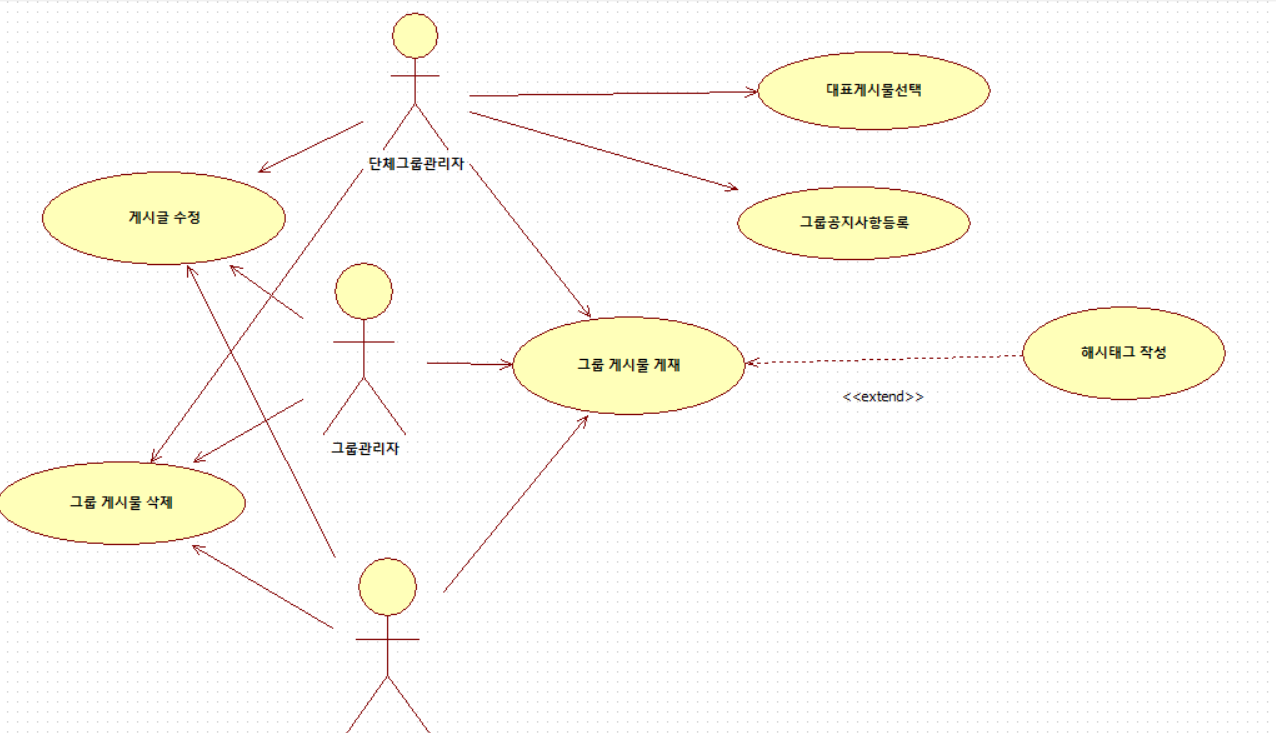 대표게시물선택
단체그룹관리자
게시글 수정
그룹공지사항등록
해시태그 작성
그룹 게시물 게재
<<extend>>
그룹관리자
그룹 게시물 삭제